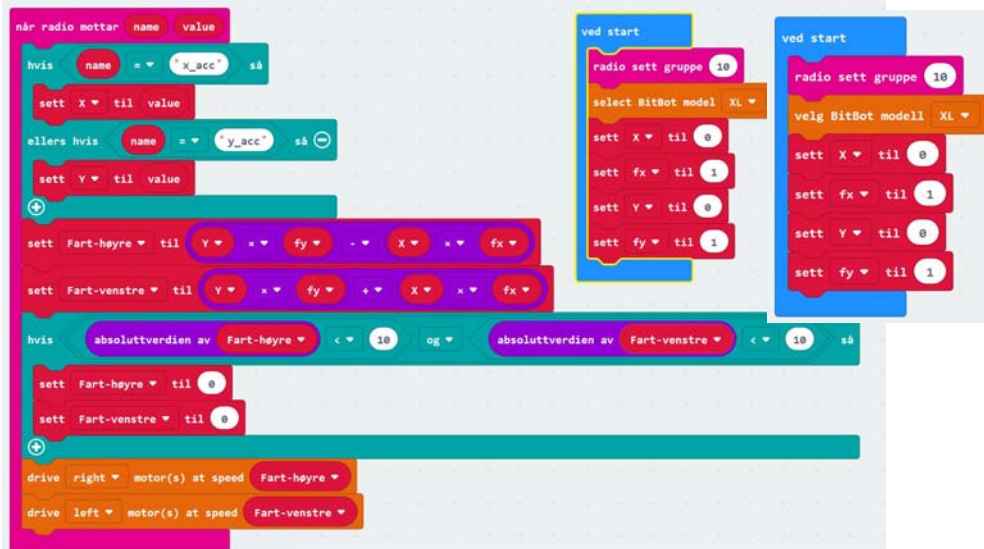 når radio mottar name value
hvis name = "x_acc" så
sett X til value
ellers hvis name = "y_acc" så
sett Y til value
sett Fart-høyre til Y × fy - X × fx
sett Fart-venstre til Y × fy + X × fx
hvis absoluttverdien av Fart-høyre < 10 og absoluttverdien av Fart-venstre < 10 så
sett Fart-høyre til 0
sett Fart-venstre til 0
drive right motor(s) at speed Fart-høyre
drive left motor(s) at speed Fart-venstre
ved start
radio sett gruppe 10
select BitBot model XL
sett X til 0
sett fx til 1
sett Y til 0
sett fy til 1
ved start
radio sett gruppe 10
velg BitBot modell XL
sett X til 0
sett fx til 1
sett Y til 0
sett fy til 1